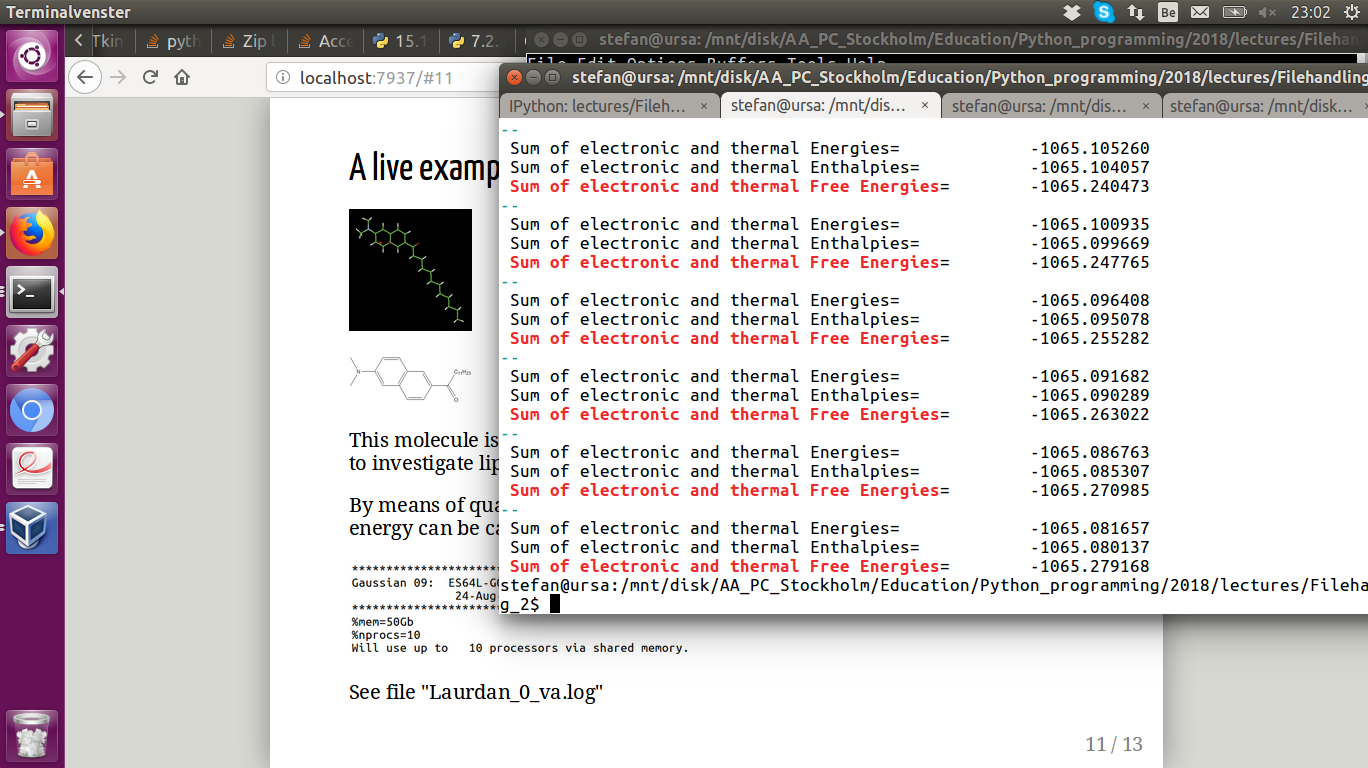 Terminalvenster
Be
23:02
Tkin
pyth
Zip l
Acce
15.1
7.2.
stefan@ursa: /mnt/disk/AA_PC_Stockholm/Education/Python_programming/2018/lectures/Filehan
File Edit Options Buffers Tools Help
localhost:7937/#11
stefan@ursa: /mnt/disk/AA_PC_Stockholm/Education/Python_programming/2018/lectures/Filehandling
IPython: lectures/Fileh... ×
stefan@ursa: /mnt/dis... ×
stefan@ursa: /mnt/dis... ×
stefan@ursa: /mnt/disk... ×
--
Sum of electronic and thermal Energies= -1065.105260
Sum of electronic and thermal Enthalpies= -1065.104057
Sum of electronic and thermal Free Energies= -1065.240473
--
Sum of electronic and thermal Energies= -1065.100935
Sum of electronic and thermal Enthalpies= -1065.099669
Sum of electronic and thermal Free Energies= -1065.247765
--
Sum of electronic and thermal Energies= -1065.096408
Sum of electronic and thermal Enthalpies= -1065.095078
Sum of electronic and thermal Free Energies= -1065.255282
--
Sum of electronic and thermal Energies= -1065.091682
Sum of electronic and thermal Enthalpies= -1065.090289
Sum of electronic and thermal Free Energies= -1065.263022
--
Sum of electronic and thermal Energies= -1065.086763
Sum of electronic and thermal Enthalpies= -1065.085307
Sum of electronic and thermal Free Energies= -1065.270985
--
Sum of electronic and thermal Energies= -1065.081657
Sum of electronic and thermal Enthalpies= -1065.080137
Sum of electronic and thermal Free Energies= -1065.279168
stefan@ursa:/mnt/disk/AA_PC_Stockholm/Education/Python_programming/2018/lectures/Fileha
g_2$
A live examp
N
O
This molecule is
to investigate lip
By means of qua
energy can be ca
**********************
Gaussian 09: ES64L-G
24-Aug
**********************
%mem=50Gb
%nprocs=10
Will use up to 10 processors via shared memory.
See file "Laurdan_0_va.log"
11 / 13